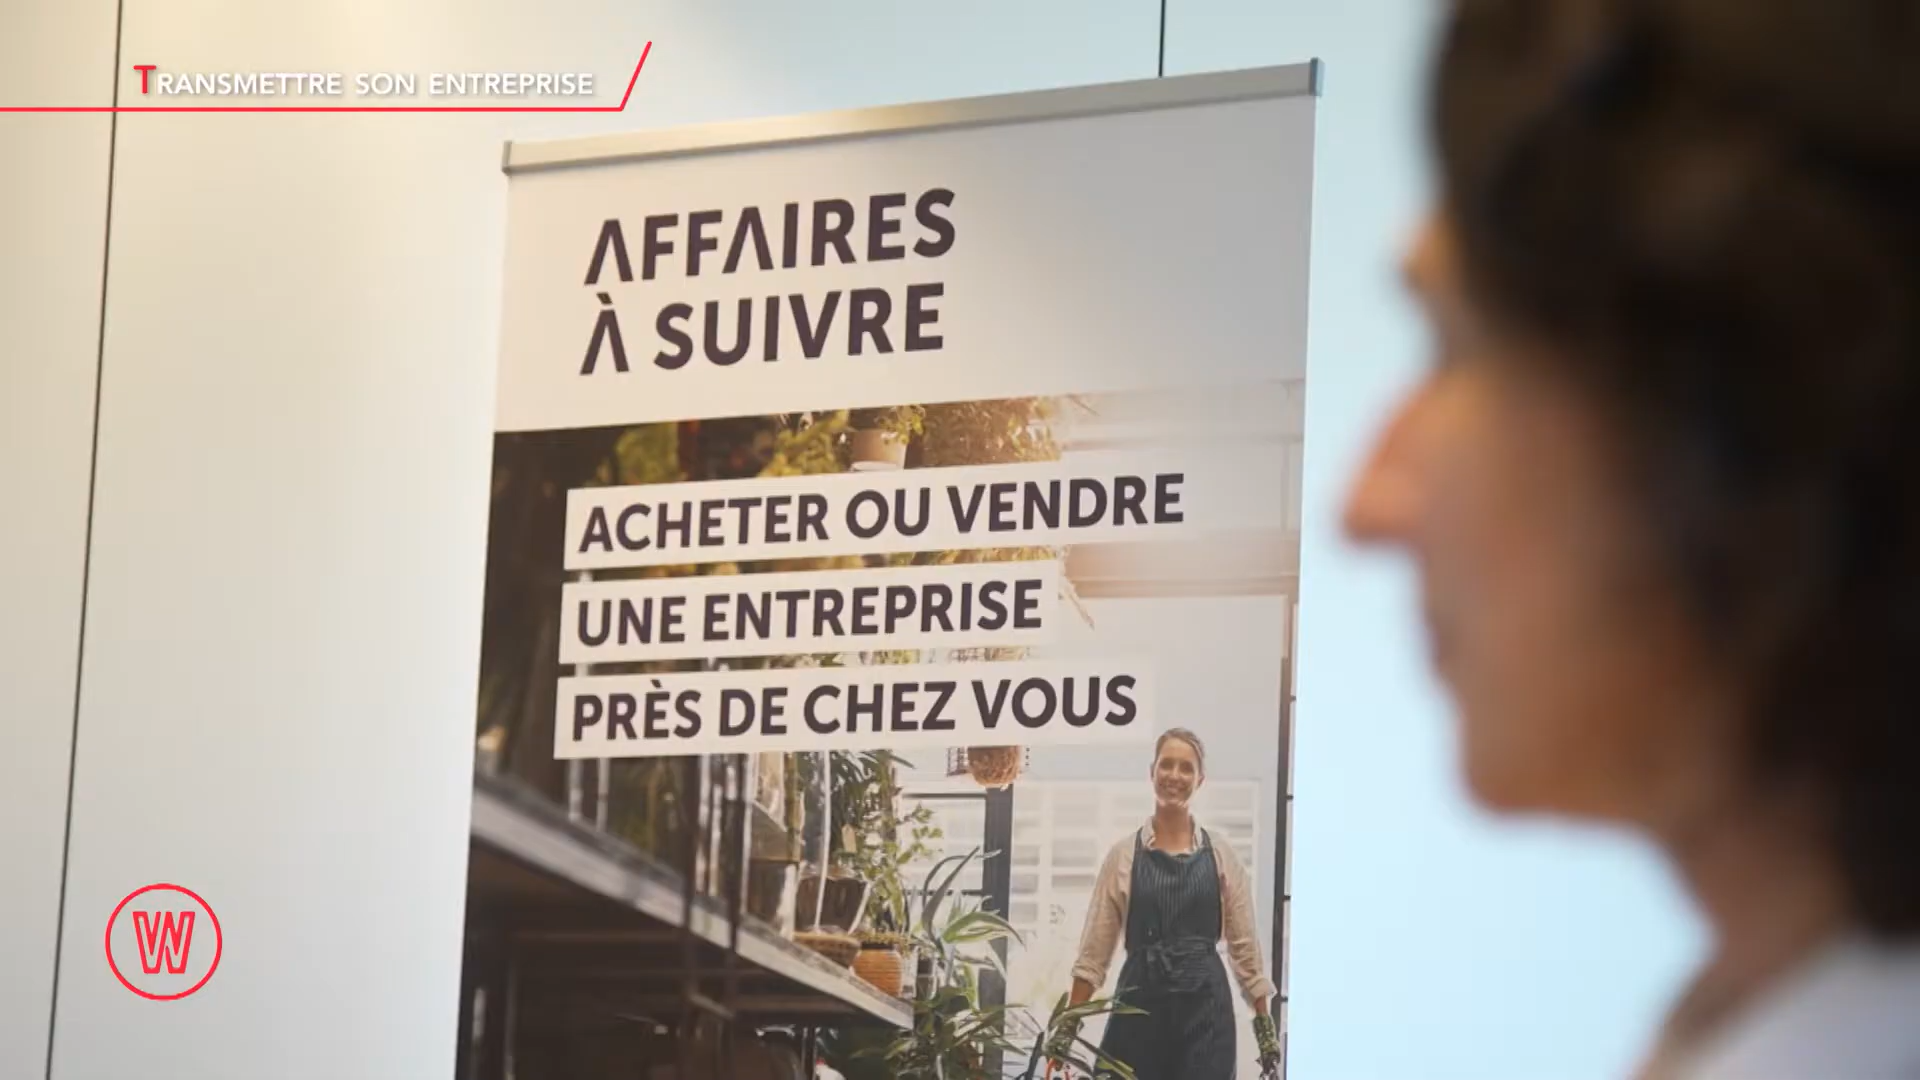 Transmettre son entreprise
AFFAIRES
À SUIVRE
ACHETER OU VENDRE
UNE ENTREPRISE
PRÈS DE CHEZ VOUS
W